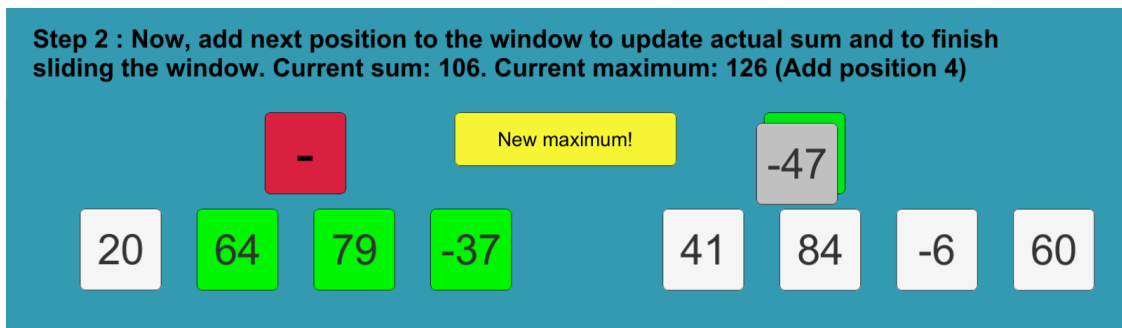 Step 2 : Now, add next position to the window to update actual sum and to finish
sliding the window. Current sum: 106. Current maximum: 126 (Add position 4)
-
New maximum!
-47
20 64 79 -37 41 84 -6 60